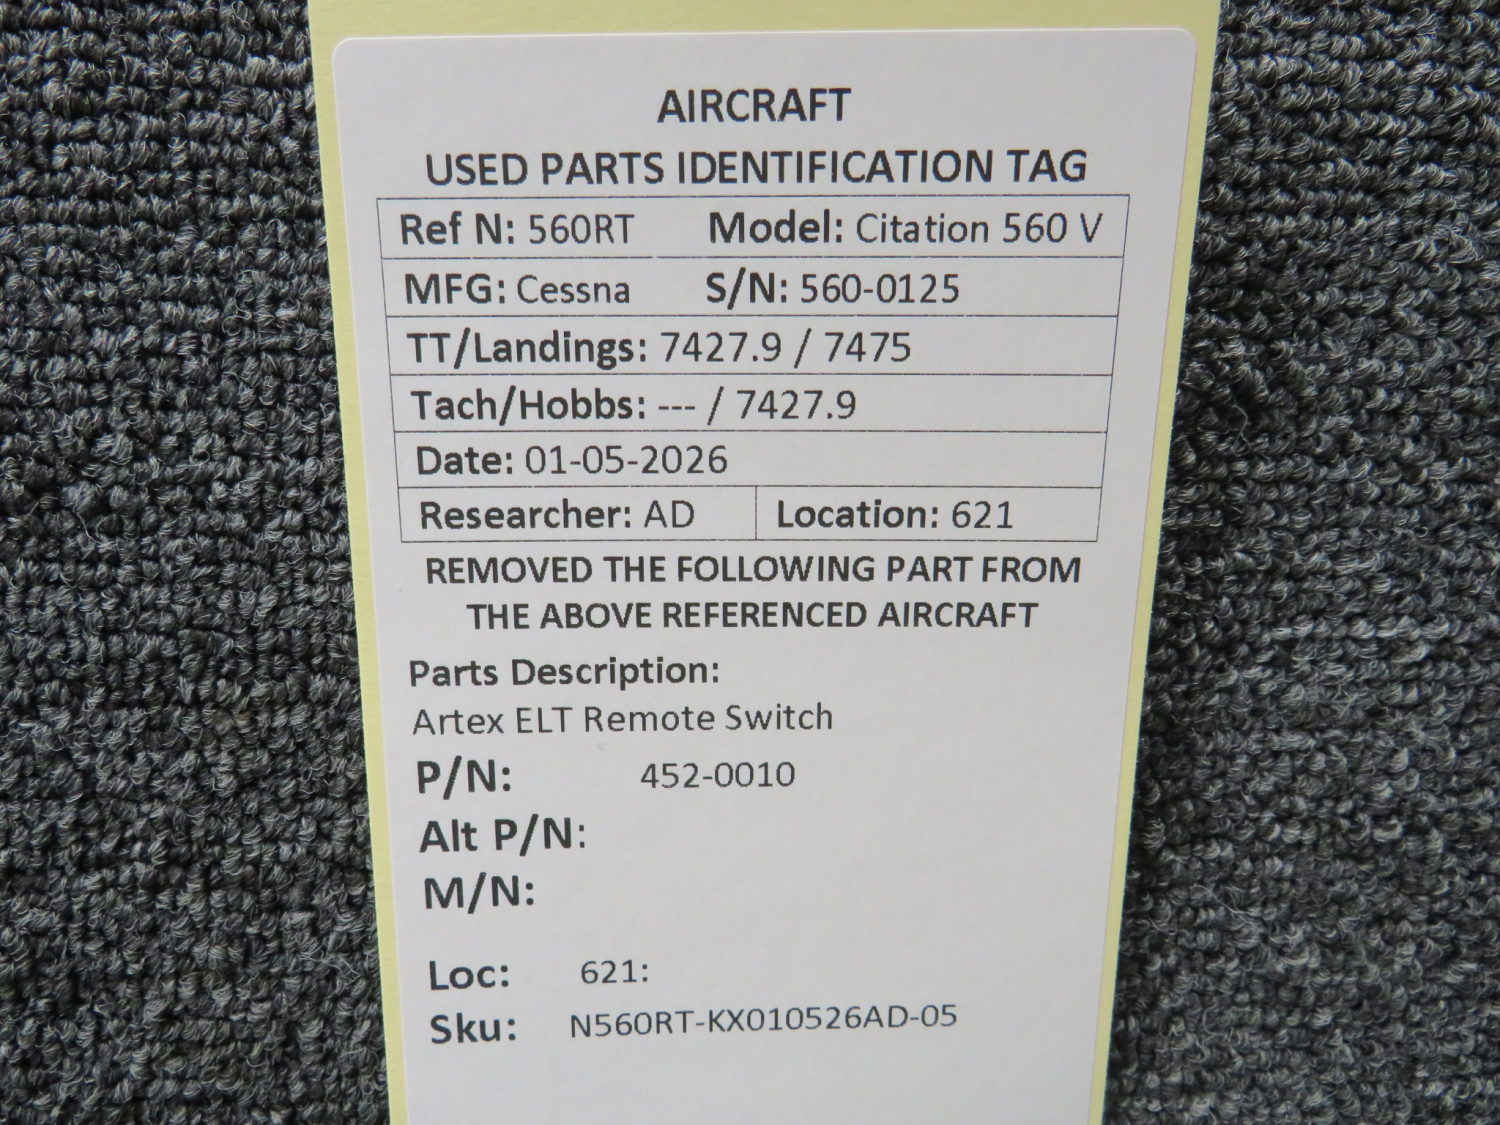 AIRCRAFT
USED PARTS IDENTIFICATION TAG
Ref N: 560RT Model: Citation 560 V
MFG: Cessna S/N: 560-0125
TT/Landings: 7427.9 / 7475
Tach/Hobbs: --- / 7427.9
Date: 01-05-2026
Researcher: AD Location: 621
REMOVED THE FOLLOWING PART FROM
THE ABOVE REFERENCED AIRCRAFT
Parts Description:
Artex ELT Remote Switch
P/N: 452-0010
Alt P/N:
M/N:
Loc: 621:
Sku: N560RT-KX010526AD-05